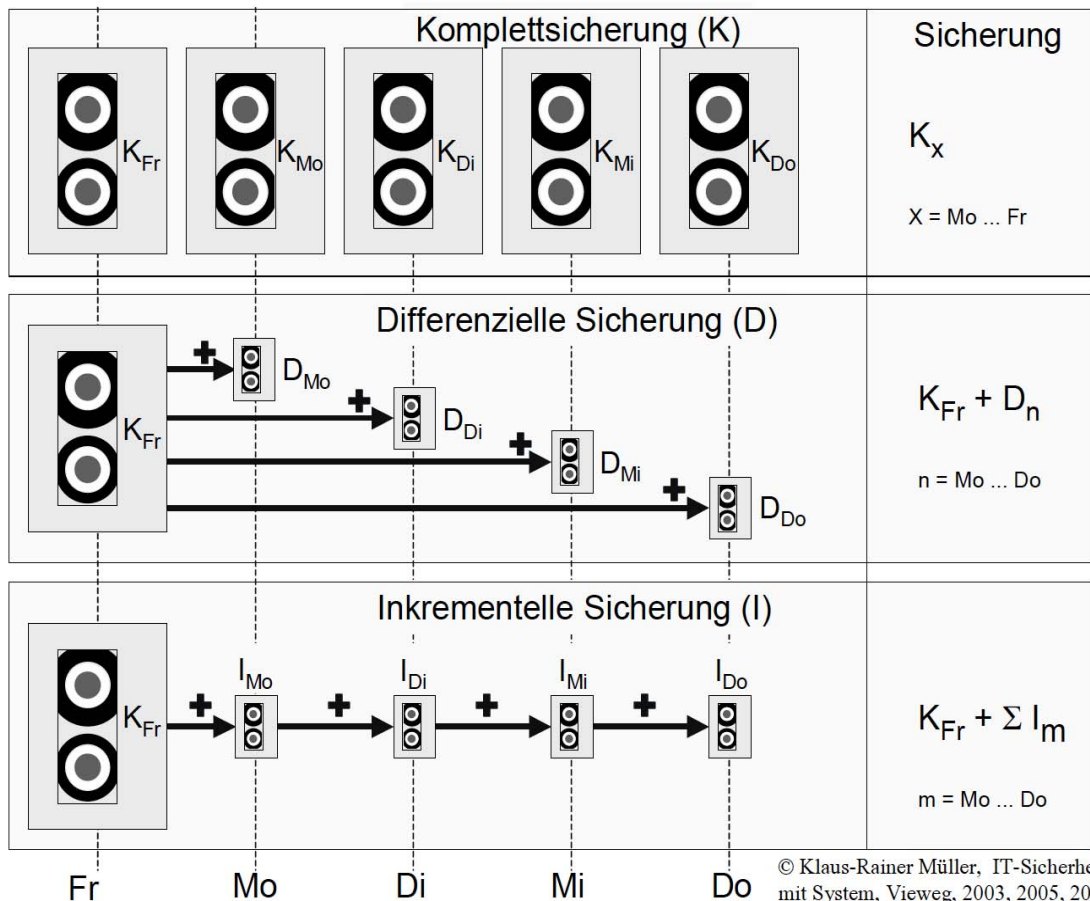 Komplettsicherung (K)
Sicherung
K_Fr
K_Mo
K_Di
K_Mi
K_Do
K_x
X = Mo ... Fr
Differenzielle Sicherung (D)
K_Fr
D_Mo
D_Di
D_Mi
D_Do
K_Fr + D_n
n = Mo ... Do
Inkrementelle Sicherung (I)
K_Fr
I_Mo
I_Di
I_Mi
I_Do
K_Fr + Σ I_m
m = Mo ... Do
Fr
Mo
Di
Mi
Do
© Klaus-Rainer Müller, IT-Sicherhe
mit System, Vieweg, 2003, 2005, 20